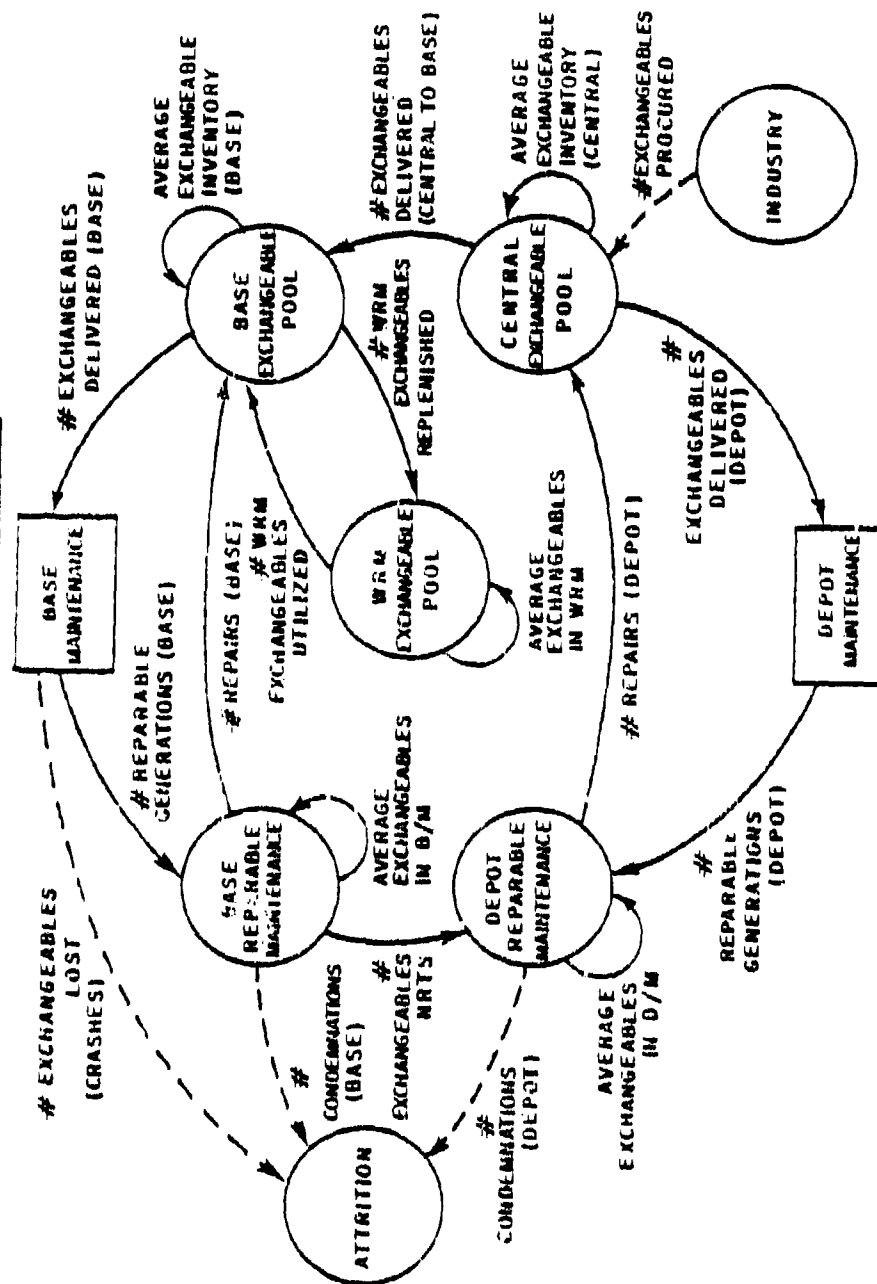 # EXCHANGEABLES
LOST
(CRASHES)
BASE
MAINTENANCE
# EXCHANGEABLES
DELIVERED (BASE)
# REPARABLE
GENERATIONS (BASE)
AVERAGE
EXCHANGEABLE
INVENTORY
(BASE)
BASE
REPARABLE
MAINTENANCE
# REPAIRS (BASE)
BASE
EXCHANGEABLE
POOL
# WRM
EXCHANGEABLES
UTILIZED
#
CONDEMNATIONS
(BASE)
AVERAGE
EXCHANGEABLES
IN B/M
ATTRITION
#
EXCHANGEABLES
NRTS
WRM
EXCHANGEABLE
POOL
# WRM
EXCHANGEABLES
REPLENISHED
# EXCHANGEABLES
DELIVERED
(CENTRAL TO BASE)
AVERAGE
EXCHANGEABLES
IN WRM
#
CONDEMNATIONS
(DEPOT)
DEPOT
REPARABLE
MAINTENANCE
CENTRAL
EXCHANGEABLE
POOL
AVERAGE
EXCHANGEABLE
INVENTORY
(CENTRAL)
# REPAIRS (DEPOT)
AVERAGE
EXCHANGEABLES
IN D/M
#EXCHANGEABLES
PROCURED
#
REPARABLE
GENERATIONS
(DEPOT)
#
EXCHANGEABLES
DELIVERED
(DEPOT)
DEPOT
MAINTENANCE
INDUSTRY